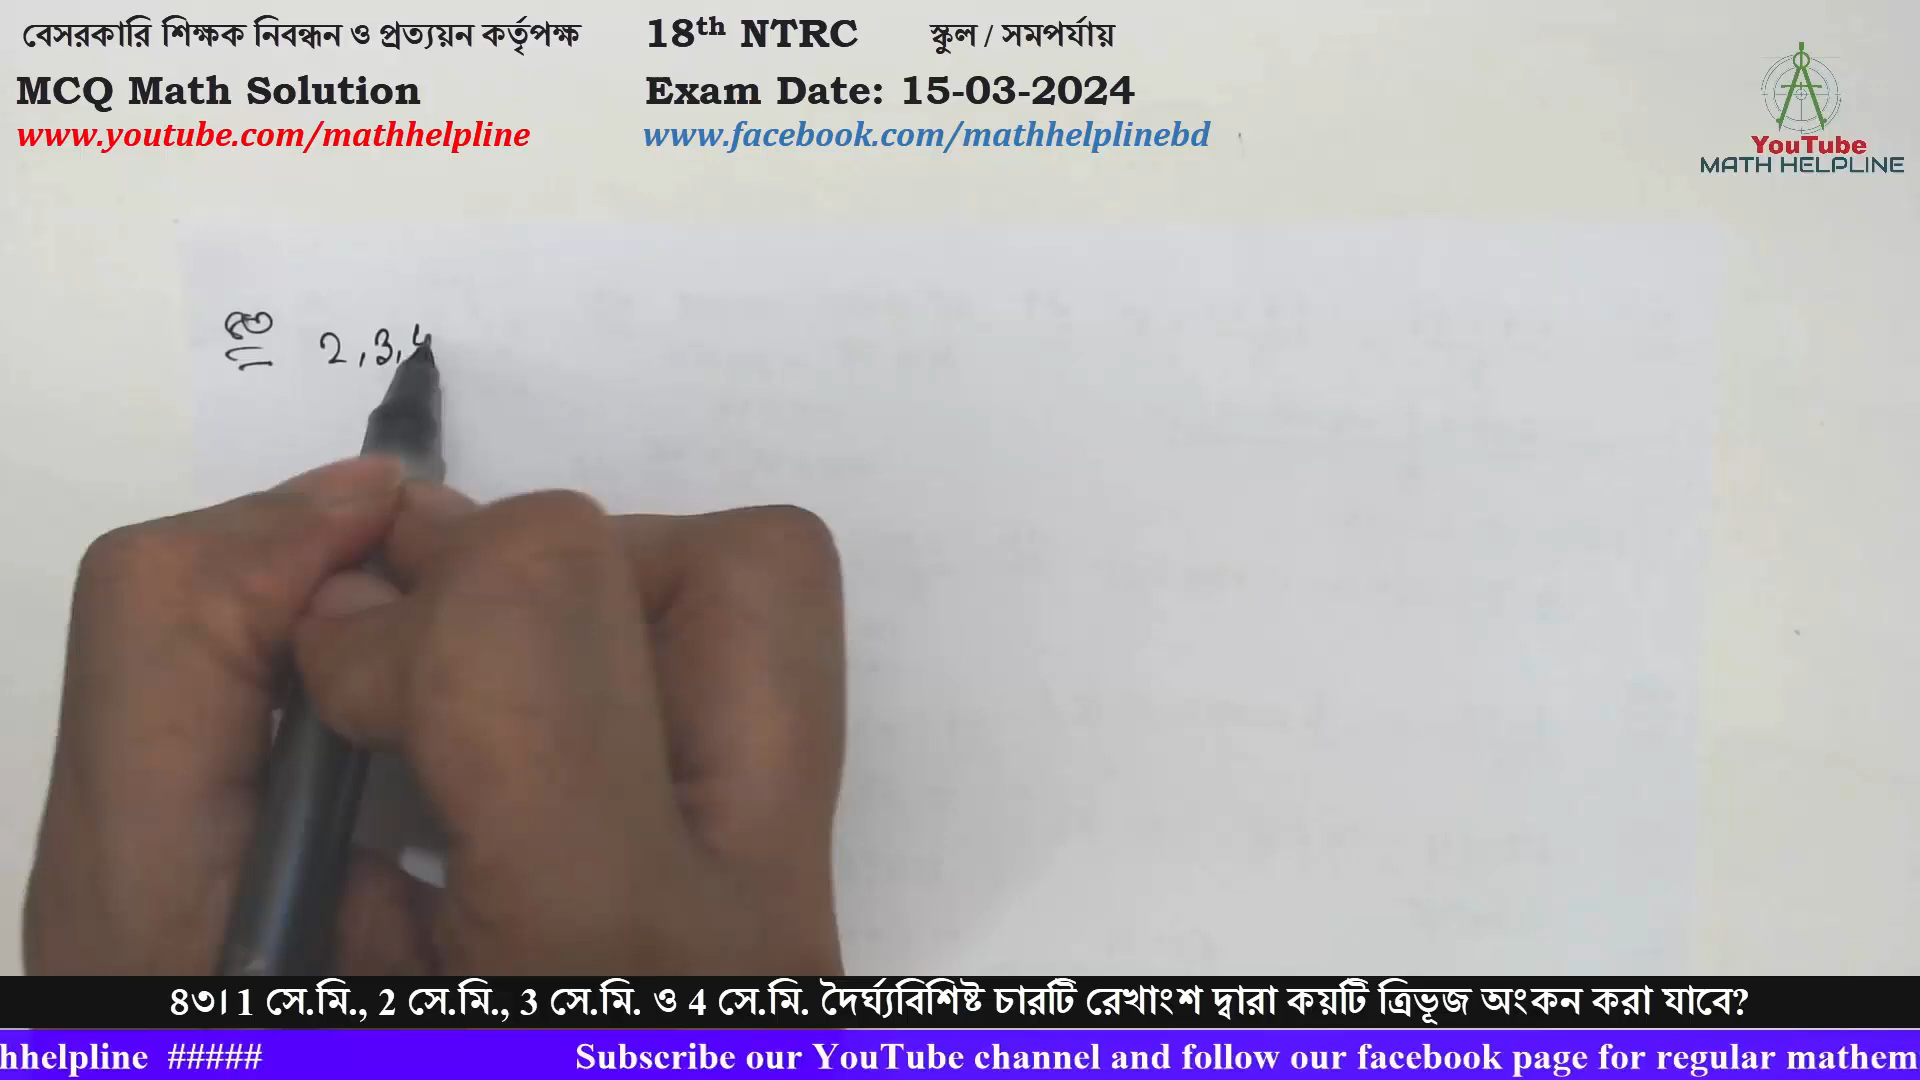 বেসরকারি শিক্ষক নিবন্ধন ও প্রত্যয়ন কর্তৃপক্ষ 18th NTRC স্কুল / সমপর্যায়
MCQ Math Solution Exam Date: 15-03-2024
www.youtube.com/mathhelpline www.facebook.com/mathhelplinebd
YouTube
MATH HELPLINE
৪৩ 2,3,4
৪৩। 1 সে.মি., 2 সে.মি., 3 সে.মি. ও 4 সে.মি. দৈর্ঘ্যবিশিষ্ট চারটি রেখাংশ দ্বারা কয়টি ত্রিভূজ অংকন করা যাবে?
hhelpline ##### Subscribe our YouTube channel and follow our facebook page for regular mathem